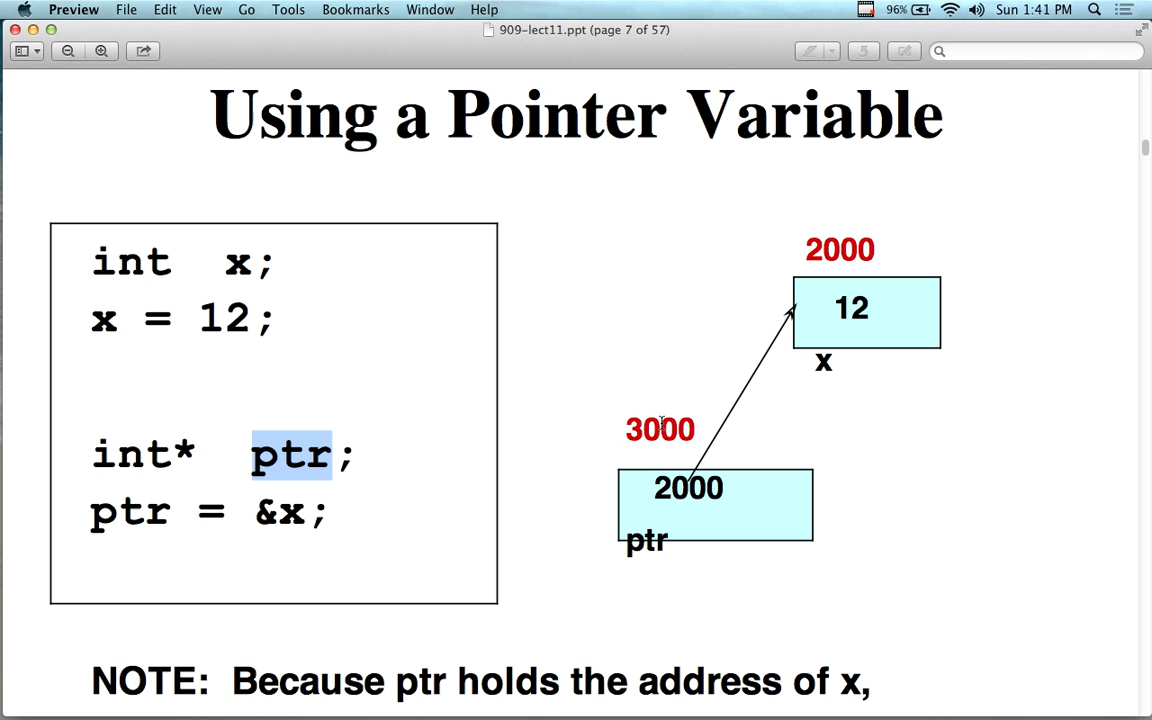 Preview File Edit View Go Tools Bookmarks Window Help 96% Sun 1:41 PM
909-lect11.ppt (page 7 of 57)
Using a Pointer Variable
int x;
x = 12;
int* ptr;
ptr = &x;
2000
12
x
3000
2000
ptr
NOTE: Because ptr holds the address of x,